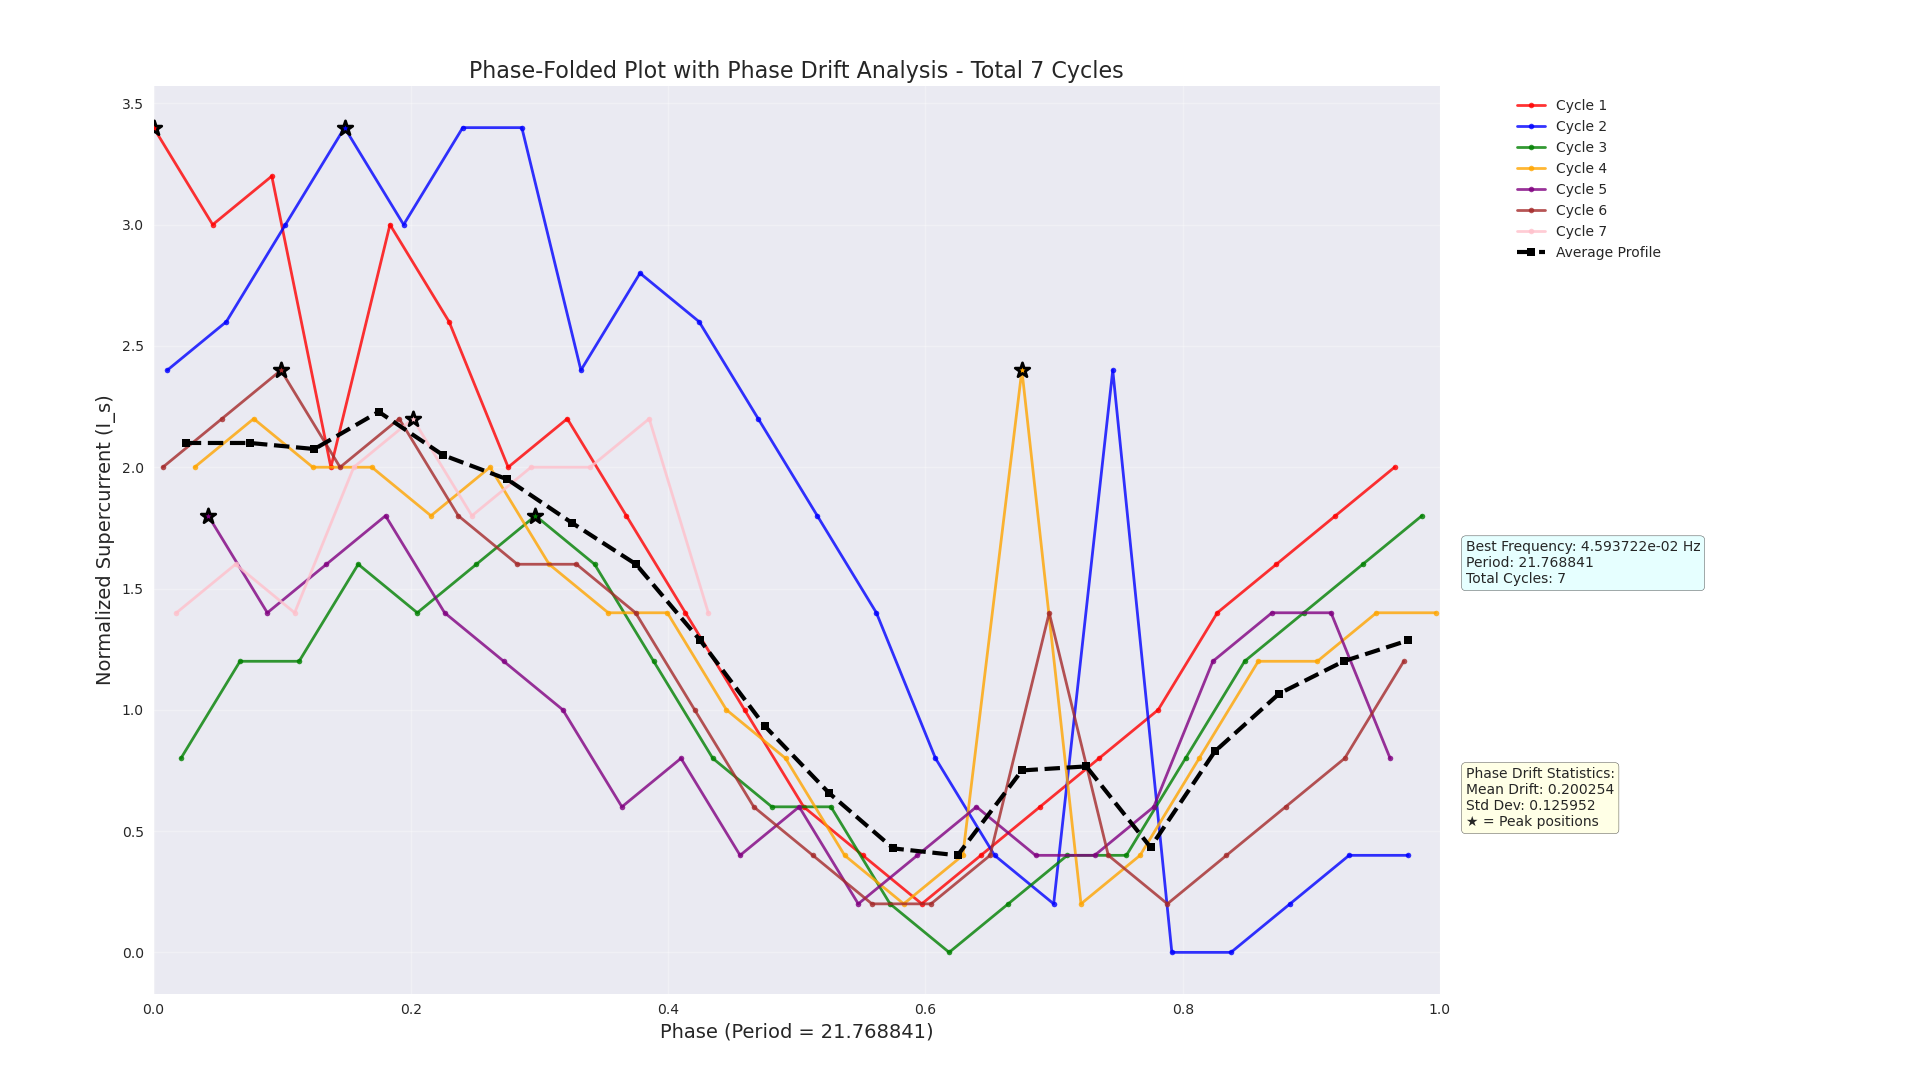 Phase-Folded Plot with Phase Drift Analysis - Total 7 Cycles
Normalized Supercurrent (I_s)
3.5
3.0
2.5
2.0
1.5
1.0
0.5
0.0
0.0
0.2
0.4
0.6
0.8
1.0
Phase (Period = 21.768841)
Cycle 1
Cycle 2
Cycle 3
Cycle 4
Cycle 5
Cycle 6
Cycle 7
Average Profile
Best Frequency: 4.593722e-02 Hz
Period: 21.768841
Total Cycles: 7
Phase Drift Statistics:
Mean Drift: 0.200254
Std Dev: 0.125952
★ = Peak positions